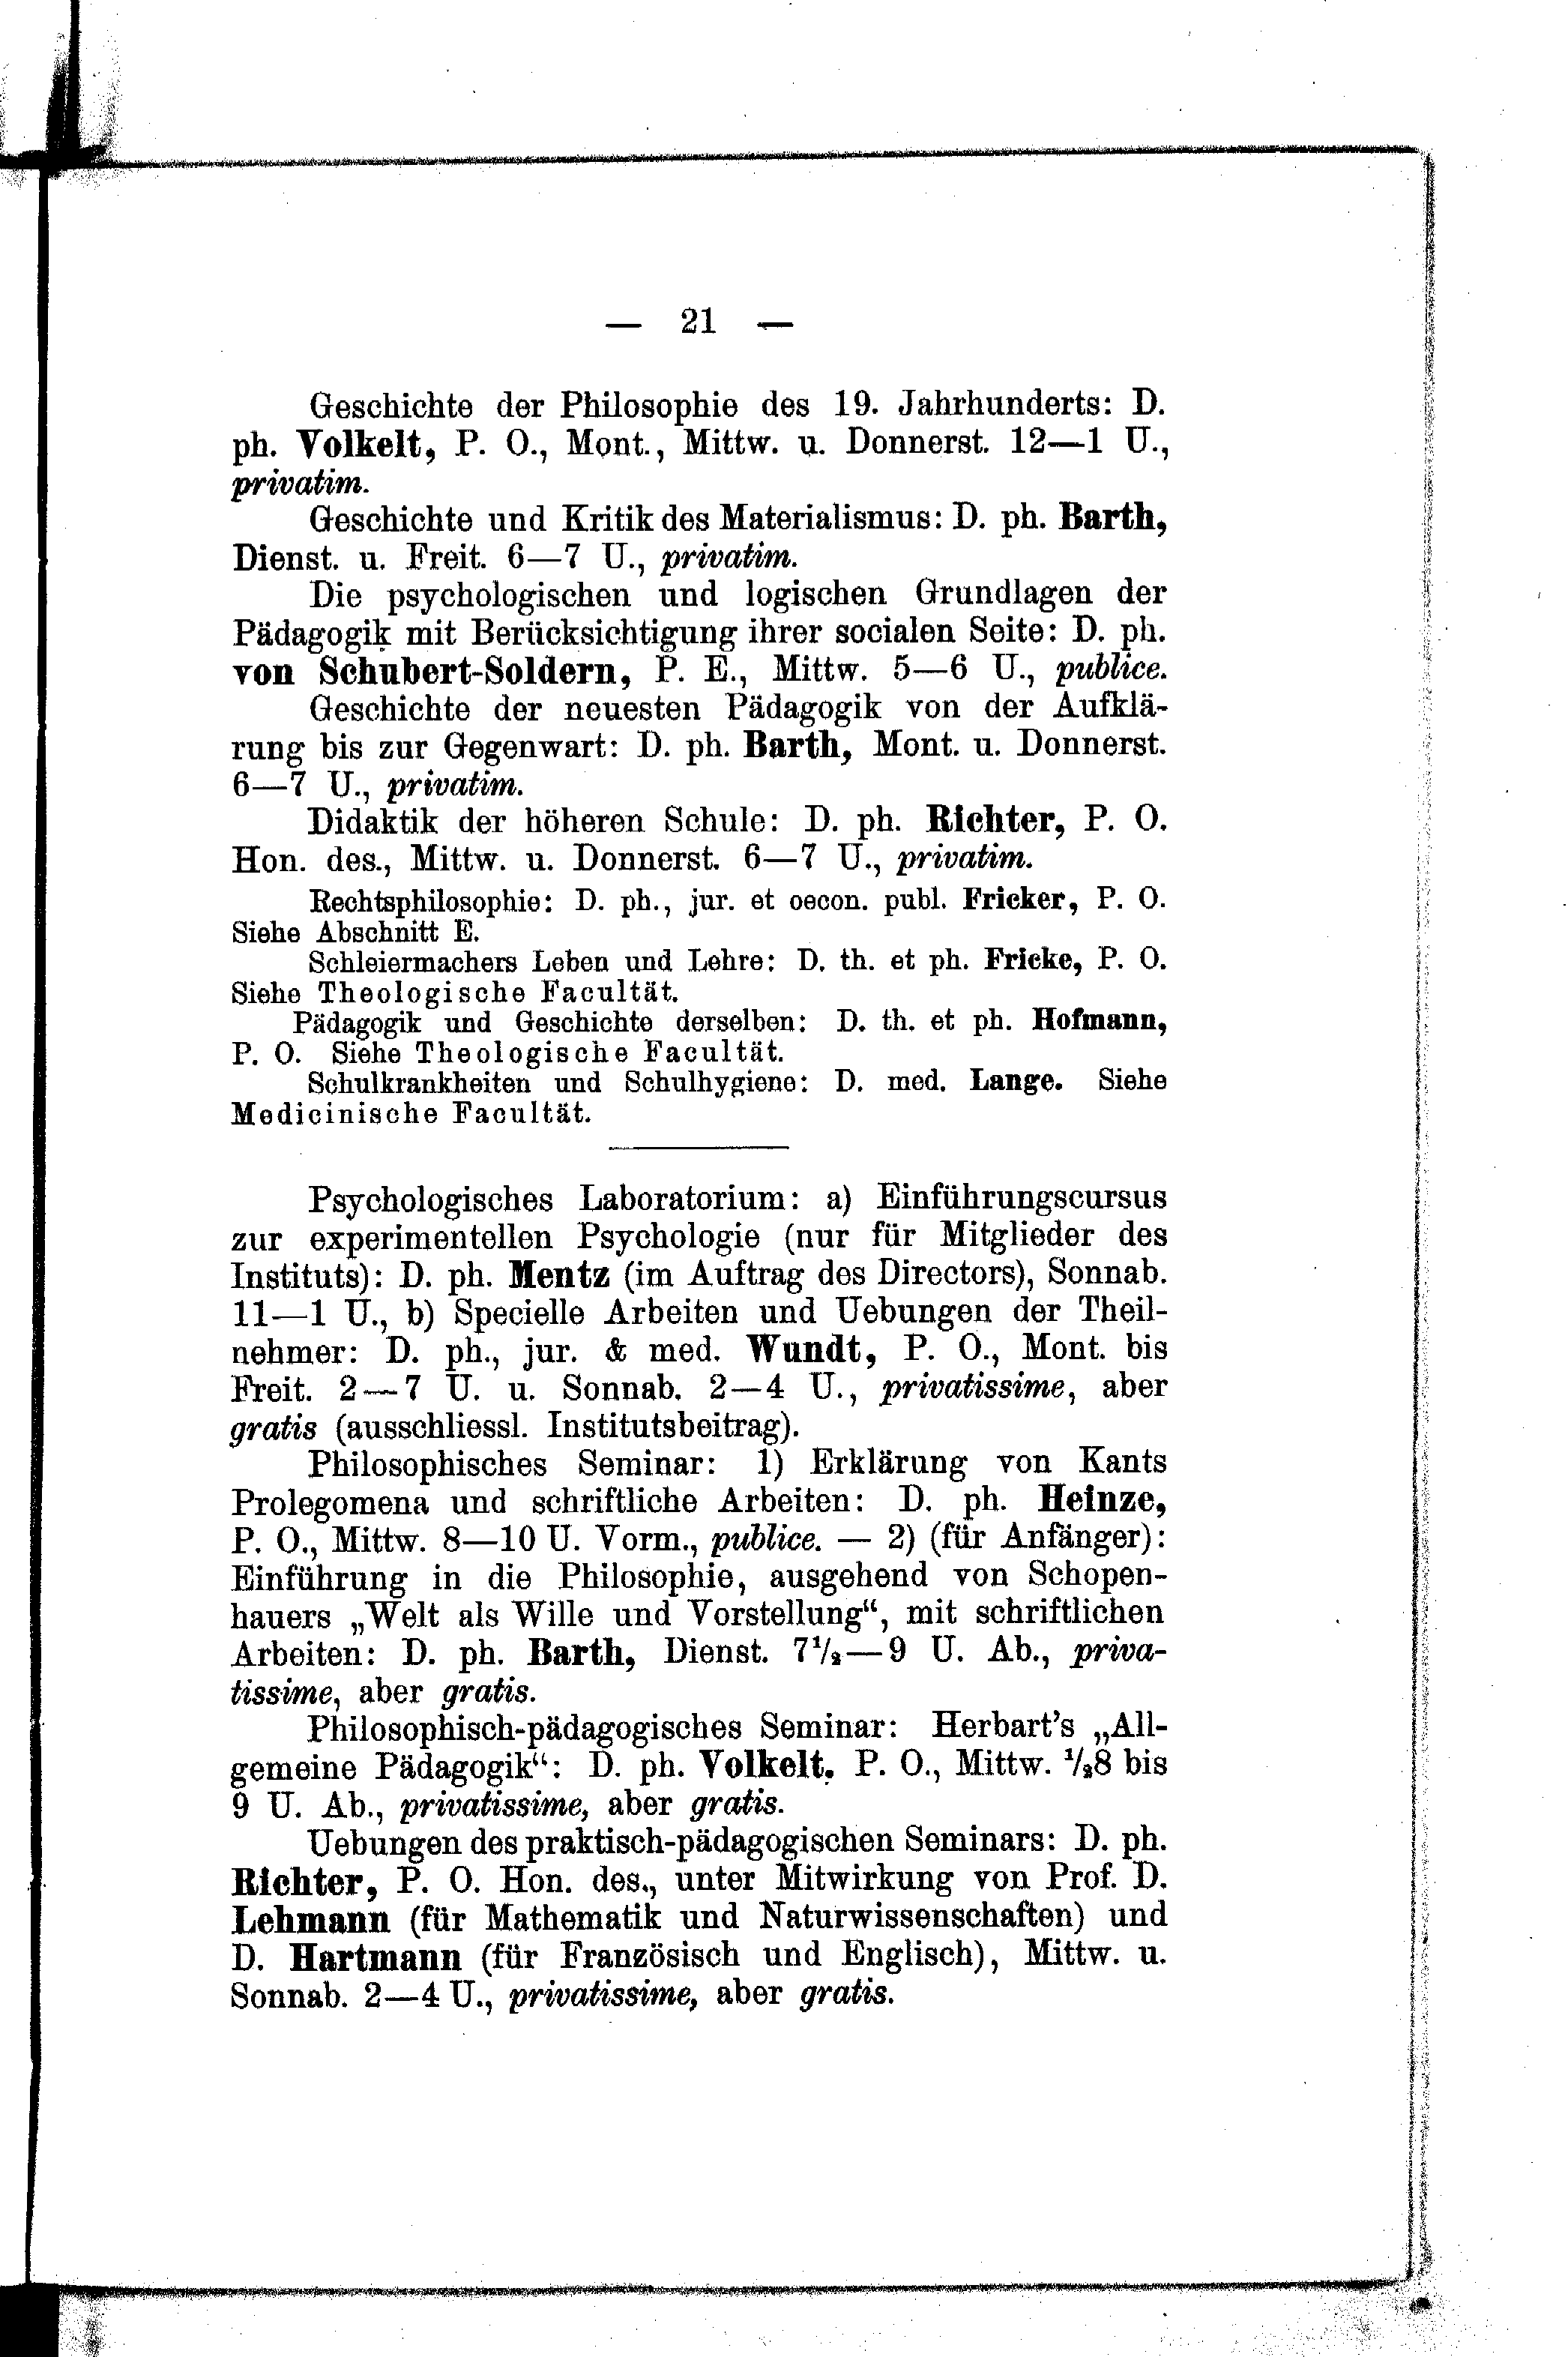 — 21 —
Geschichte der Philosophie des 19. Jahrhunderts: D.
ph. Volkelt, P. O., Mont., Mittw. u. Donnerst. 12—1 U.,
privatim.
Geschichte und Kritik des Materialismus: D. ph. Barth,
Dienst. u. Freit. 6—7 U., privatim.
Die psychologischen und logischen Grundlagen der
Pädagogik mit Berücksichtigung ihrer socialen Seite: D. ph.
von Schubert-Soldern, P. E., Mittw. 5—6 U., publice.
Geschichte der neuesten Pädagogik von der Aufklä-
rung bis zur Gegenwart: D. ph. Barth, Mont. u. Donnerst.
6—7 U., privatim.
Didaktik der höheren Schule: D. ph. Richter, P. O.
Hon. des., Mittw. u. Donnerst. 6—7 U., privatim.
Rechtsphilosophie: D. ph., jur. et oecon. publ. Fricker, P. O.
Siehe Abschnitt E.
Schleiermachers Leben und Lehre: D. th. et ph. Fricke, P. O.
Siehe Theologische Facultät.
Pädagogik und Geschichte derselben: D. th. et ph. Hofmann,
P. O. Siehe Theologische Facultät.
Schulkrankheiten und Schulhygiene: D. med. Lange. Siehe
Medicinische Facultät.
Psychologisches Laboratorium: a) Einführungscursus
zur experimentellen Psychologie (nur für Mitglieder des
Instituts): D. ph. Mentz (im Auftrag des Directors), Sonnab.
11—1 U., b) Specielle Arbeiten und Uebungen der Theil-
nehmer: D. ph., jur. & med. Wundt, P. O., Mont. bis
Freit. 2—7 U. u. Sonnab. 2—4 U., privatissime, aber
gratis (ausschliessl. Institutsbeitrag).
Philosophisches Seminar: 1) Erklärung von Kants
Prolegomena und schriftliche Arbeiten: D. ph. Heinze,
P. O., Mittw. 8—10 U. Vorm., publice. — 2) (für Anfänger):
Einführung in die Philosophie, ausgehend von Schopen-
hauers „Welt als Wille und Vorstellung“, mit schriftlichen
Arbeiten: D. ph. Barth, Dienst. 7½—9 U. Ab., priva-
tissime, aber gratis.
Philosophisch-pädagogisches Seminar: Herbart's „All-
gemeine Pädagogik“: D. ph. Volkelt. P. O., Mittw. ½8 bis
9 U. Ab., privatissime, aber gratis.
Uebungen des praktisch-pädagogischen Seminars: D. ph.
Richter, P. O. Hon. des., unter Mitwirkung von Prof. D.
Lehmann (für Mathematik und Naturwissenschaften) und
D. Hartmann (für Französisch und Englisch), Mittw. u.
Sonnab. 2—4 U., privatissime, aber gratis.